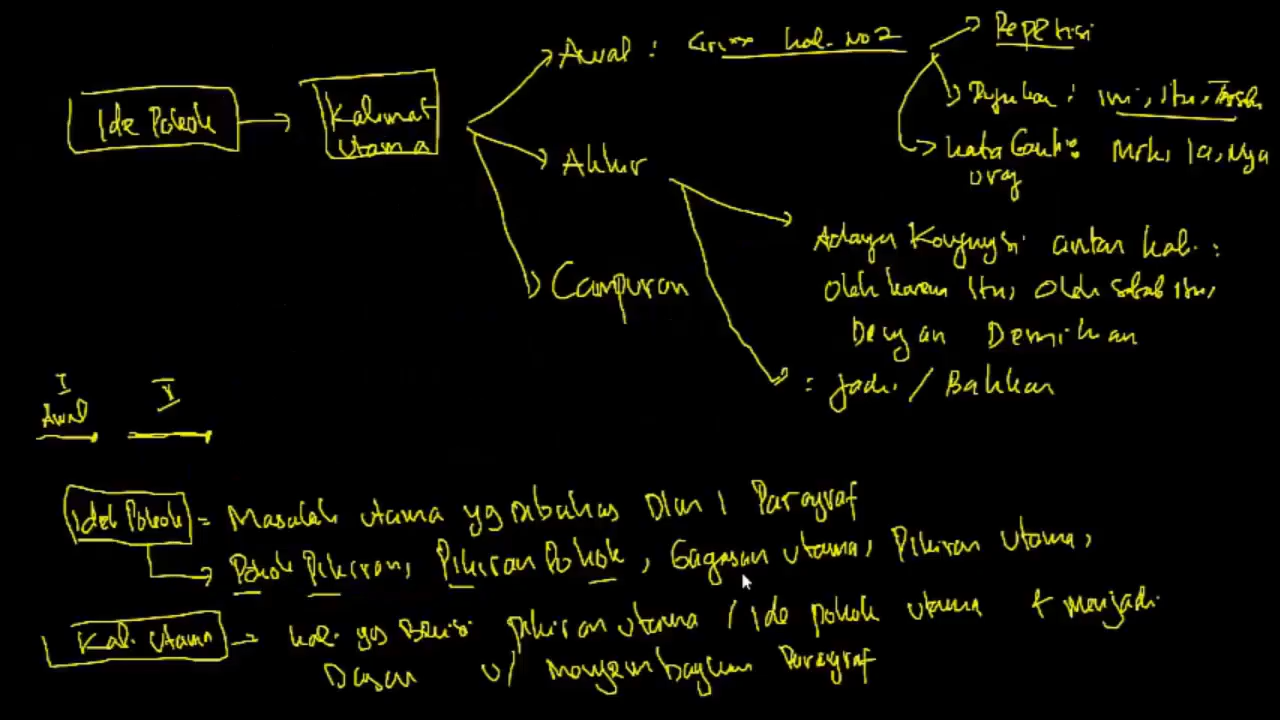 Ide Pokok
Kalimat
Utama
Awal : Ciri** kal. No 2
Repetisi
Rujukan : ini, itu, Tersebut
Kata Ganti :
orag
Mrk, Ia, Nya
Akhir
Adanya Konjungsi antar kal. :
Oleh karena Itu, Oleh sebab itu,
Dengan Demikian
: Jadi / Bahkan
Campuran
I
Awal
II
Ide Pokok = Masalah utama yg dibahas Dlm 1 Paragraf
Pokok Pikiran, Pikiran Pokok, Gagasan Utama, Pikiran Utama,
Kal. Utama → kal. yg Berisi pikiran utama / Ide pokok utama + menjadi
Dasar u/ mengembangkan Paragraf